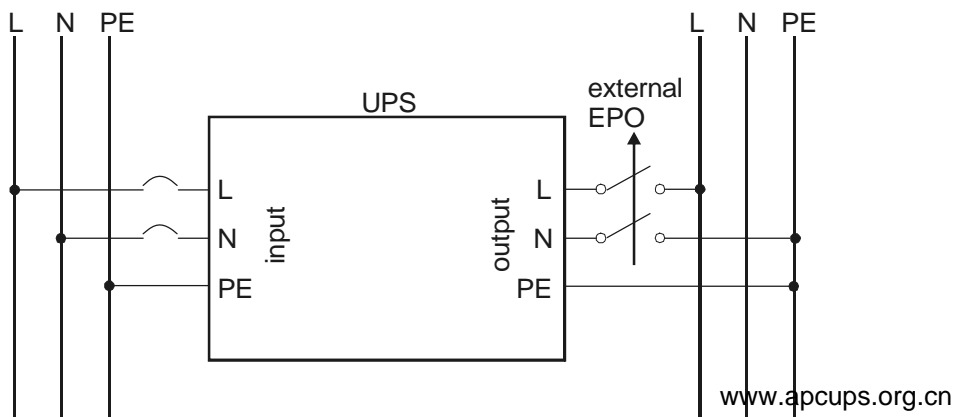 L N PE
L N PE
UPS
external
EPO
L
N
PE
input
output
L
N
PE
www.apcups.org.cn